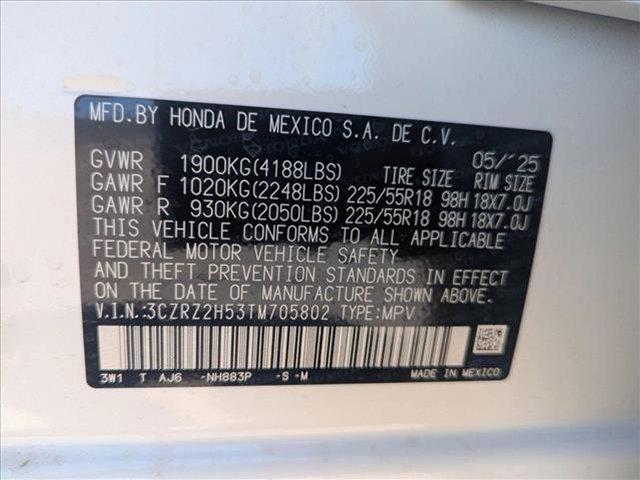 MFD.BY HONDA DE MEXICO S.A. DE C.V.
05/'25
GVWR 1900KG(4188LBS) TIRE SIZE RIM SIZE
GAWR F 1020KG(2248LBS) 225/55R18 98H 18X7.0J
GAWR R 930KG(2050LBS) 225/55R18 98H 18X7.0J
THIS VEHICLE CONFORMS TO ALL APPLICABLE
FEDERAL MOTOR VEHICLE SAFETY
AND THEFT PREVENTION STANDARDS IN EFFECT
ON THE DATE OF MANUFACTURE SHOWN ABOVE.
V.I.N.:3CZRZ2H53TM705802 TYPE:MPV
3W1 T AJ6 -NH883P -S -M MADE IN MEXICO